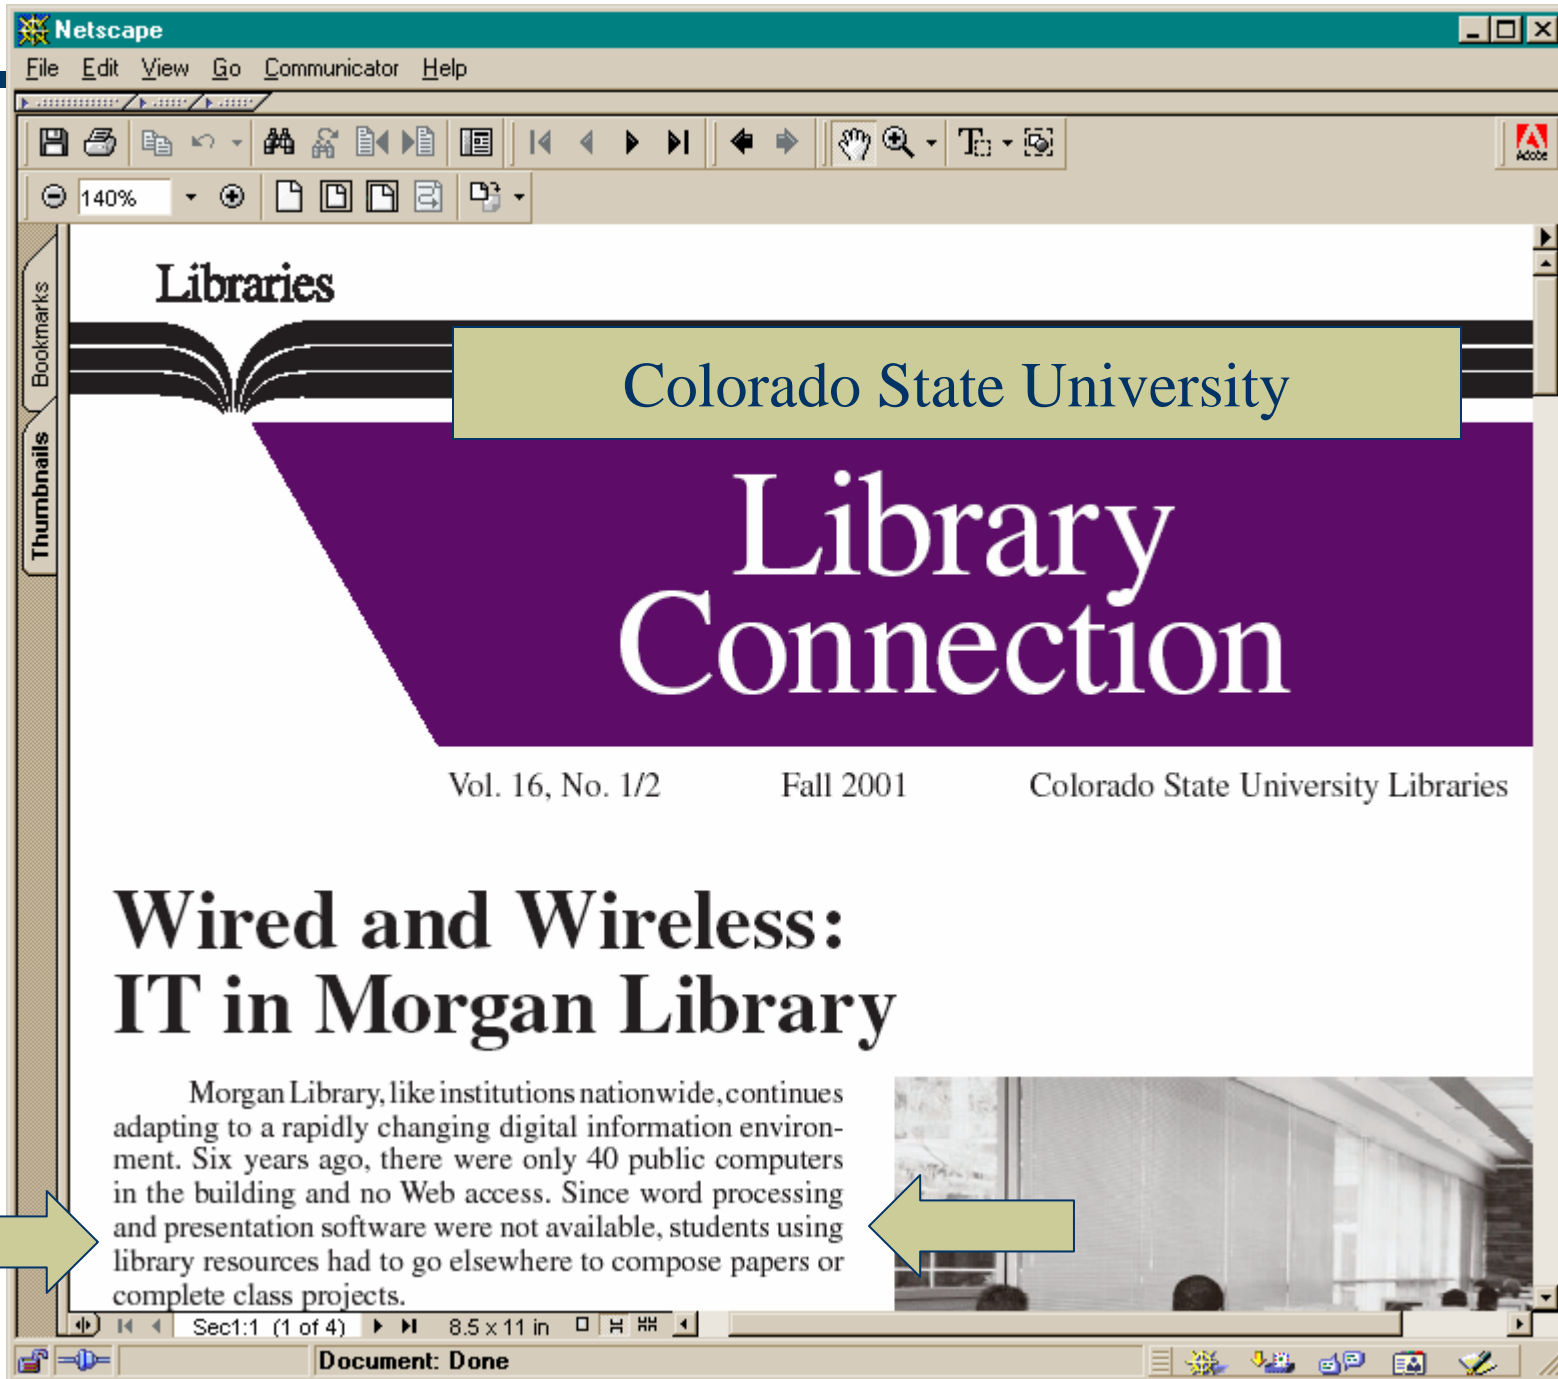 Netscape
File Edit View Go Communicator Help
Adobe
140%
Bookmarks
Thumbnails
Libraries
Colorado State University
Library
Connection
Vol. 16, No. 1/2 Fall 2001 Colorado State University Libraries
Wired and Wireless:
IT in Morgan Library
Morgan Library, like institutions nationwide, continues
adapting to a rapidly changing digital information environ-
ment. Six years ago, there were only 40 public computers
in the building and no Web access. Since word processing
and presentation software were not available, students using
library resources had to go elsewhere to compose papers or
complete class projects.
Sec1:1 (1 of 4) 8.5 x 11 in
Document: Done